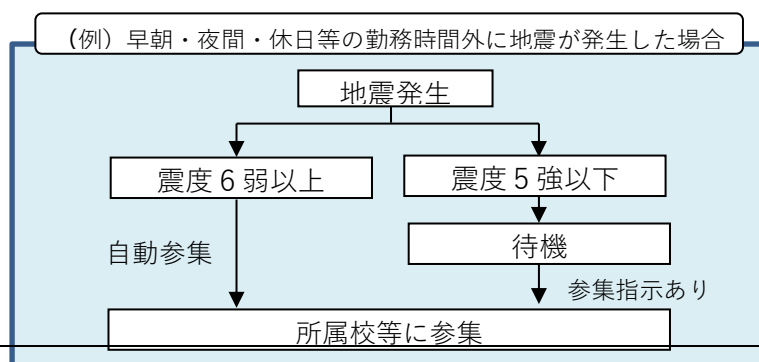 （例）早朝・夜間・休日等の勤務時間外に地震が発生した場合
地震発生
震度６弱以上
震度５強以下
自動参集
待機
参集指示あり
所属校等に参集